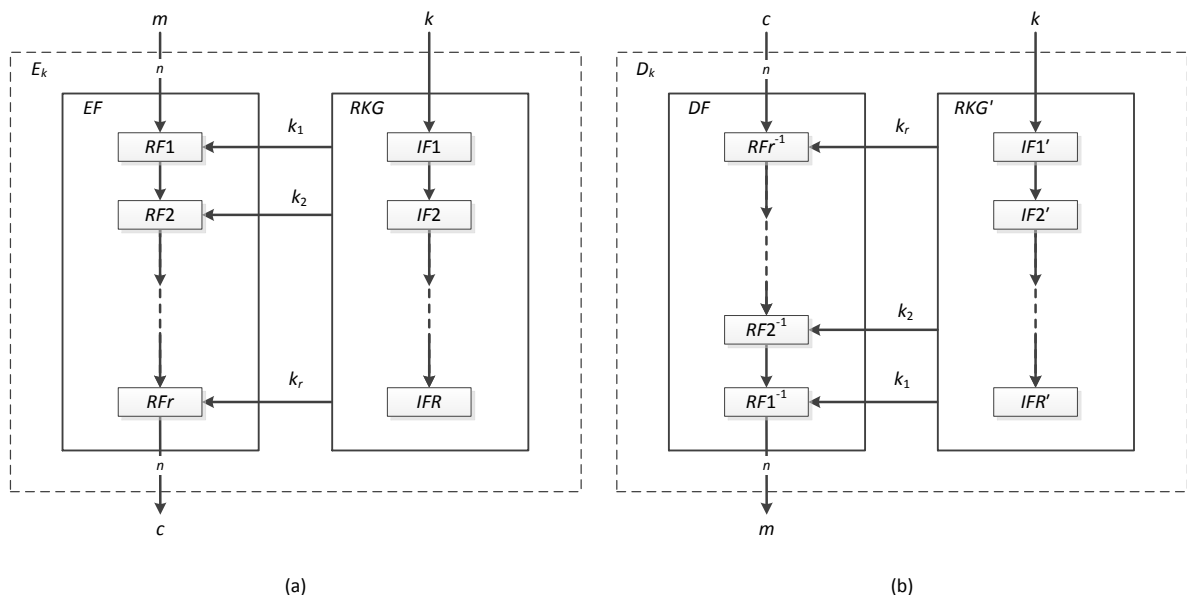 m
k
n
E_k
EF
RKG
RF1
k_1
IF1
RF2
k_2
IF2
RFr
k_r
IFR
n
c
(a)
c
k
n
D_k
DF
RKG'
RFr^-1
k_r
IF1'
IF2'
RF2^-1
k_2
RF1^-1
k_1
IFR'
n
m
(b)